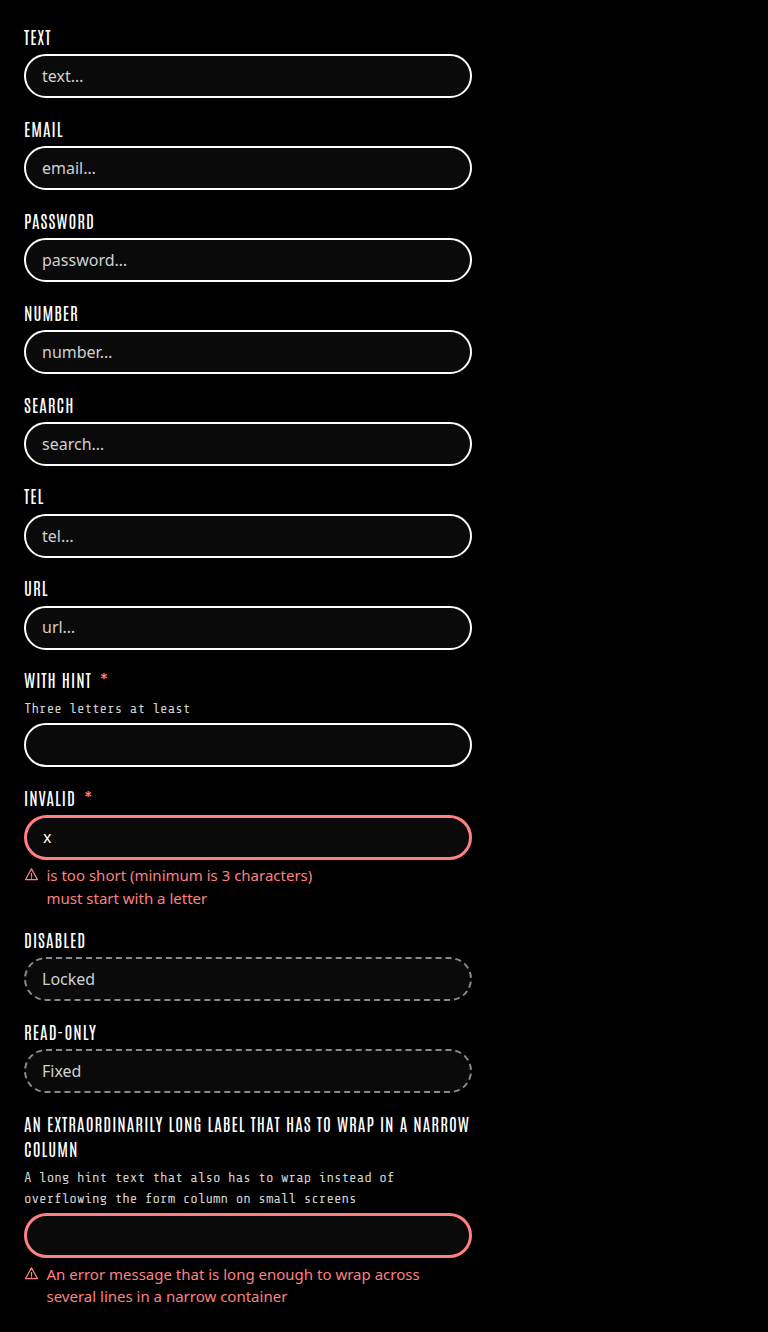 TEXT
text...
EMAIL
email...
PASSWORD
password...
NUMBER
number...
SEARCH
search...
TEL
tel...
URL
url...
WITH HINT *
Three letters at least
INVALID *
x
⚠ is too short (minimum is 3 characters)
must start with a letter
DISABLED
Locked
READ-ONLY
Fixed
AN EXTRAORDINARILY LONG LABEL THAT HAS TO WRAP IN A NARROW
COLUMN
A long hint text that also has to wrap instead of
overflowing the form column on small screens
⚠ An error message that is long enough to wrap across
several lines in a narrow container